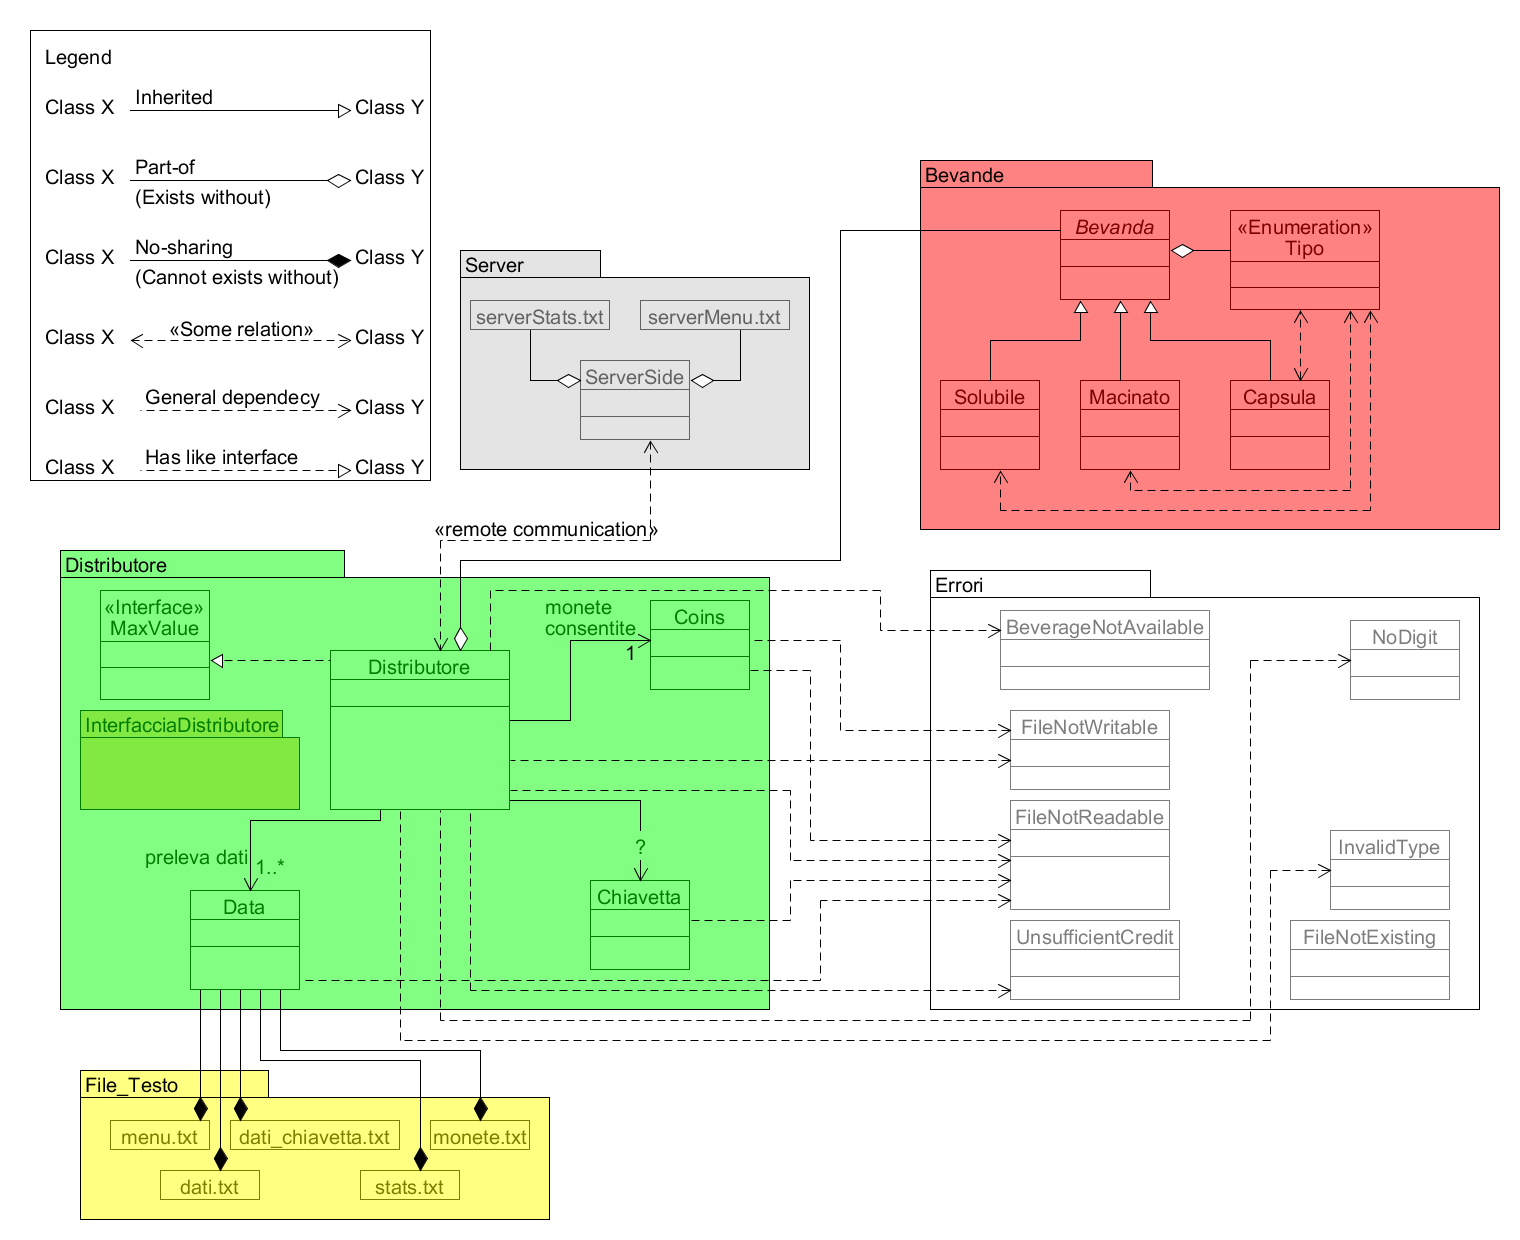 Legend
Class X Inherited Class Y
Class X Part-of Class Y
(Exists without)
Class X No-sharing Class Y
(Cannot exists without)
Class X «Some relation» Class Y
Class X General dependecy Class Y
Class X Has like interface Class Y
Server
serverStats.txt
serverMenu.txt
ServerSide
«remote communication»
Bevande
Bevanda
«Enumeration»
Tipo
Solubile
Macinato
Capsula
Distributore
«Interface»
MaxValue
InterfacciaDistributore
Distributore
monete
consentite
1
Coins
?
Chiavetta
preleva dati
1..*
Data
Errori
BeverageNotAvailable
NoDigit
FileNotWritable
FileNotReadable
InvalidType
UnsufficientCredit
FileNotExisting
File_Testo
menu.txt
dati_chiavetta.txt
monete.txt
dati.txt
stats.txt